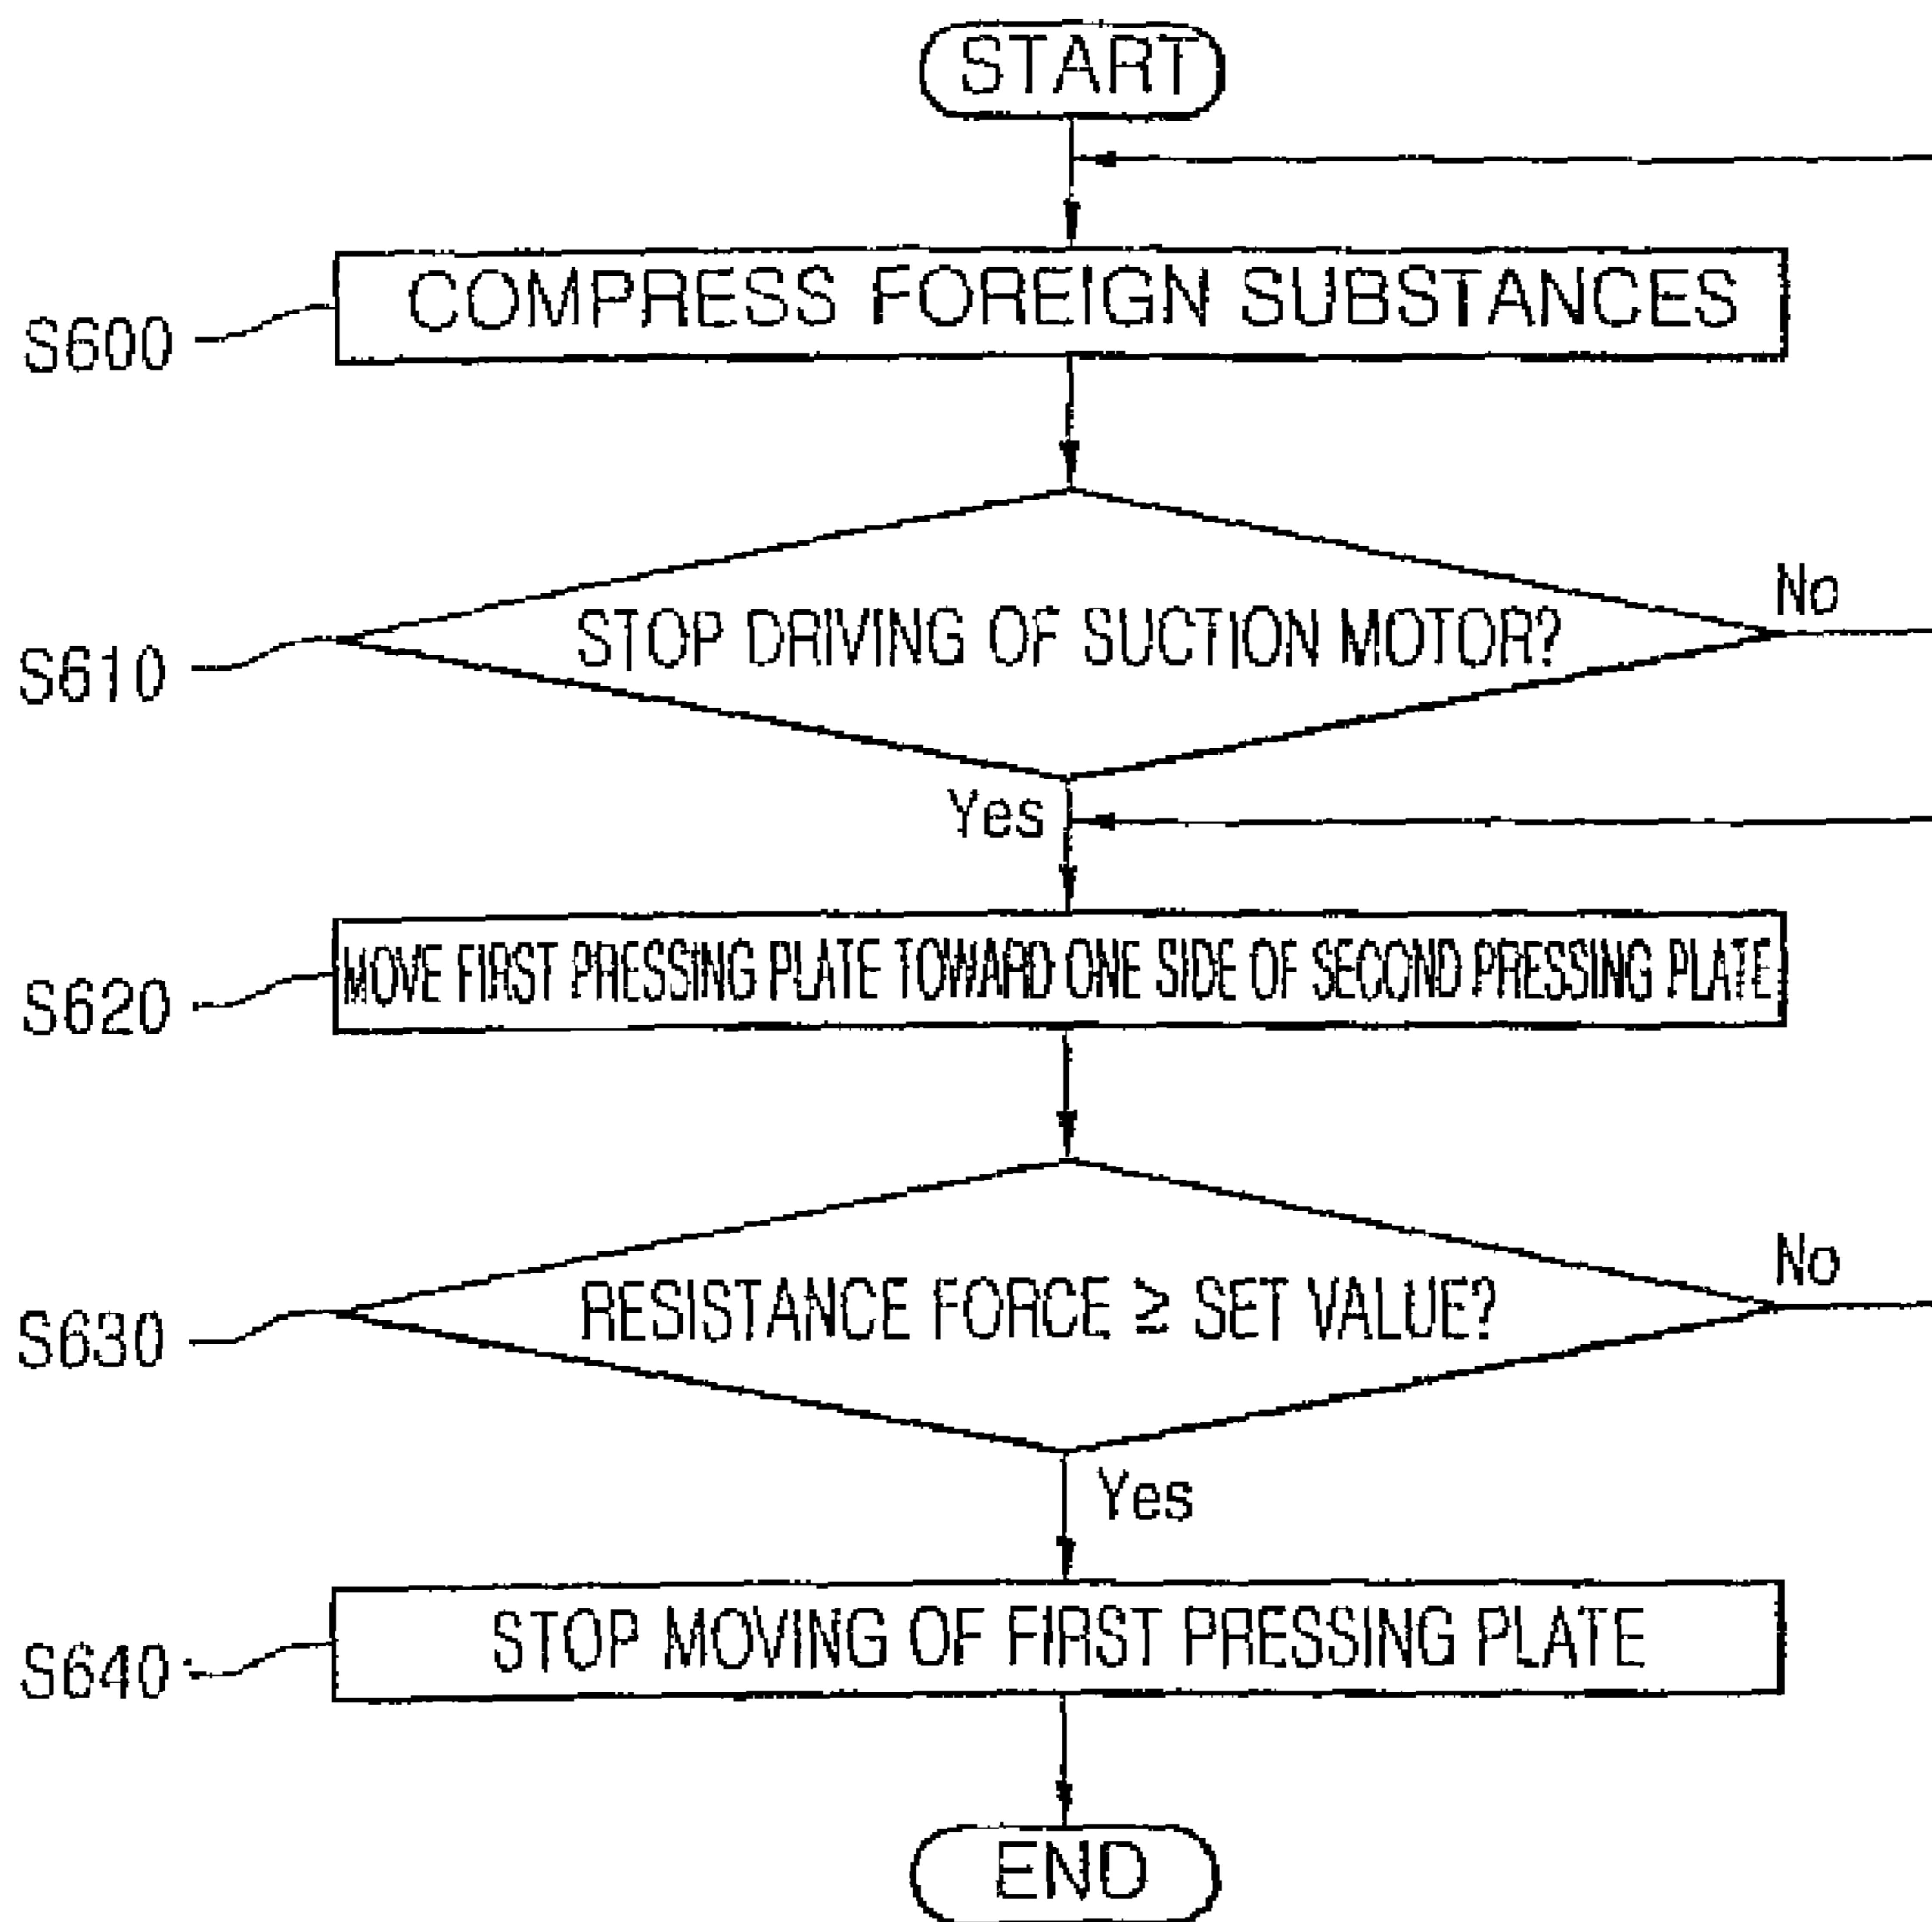 START
COMPRESS FOREIGN SUBSTANCES
S600
No
STOP DRIVING OF SUCTION MOTOR?
S610
Yes
MOVE FIRST PRESSING PLATE TOWARD ONE SIDE OF SECOND PRESSING PLATE
S620
No
RESISTANCE FORCE ≥ SET VALUE?
S630
Yes
STOP MOVING OF FIRST PRESSING PLATE
S640
END